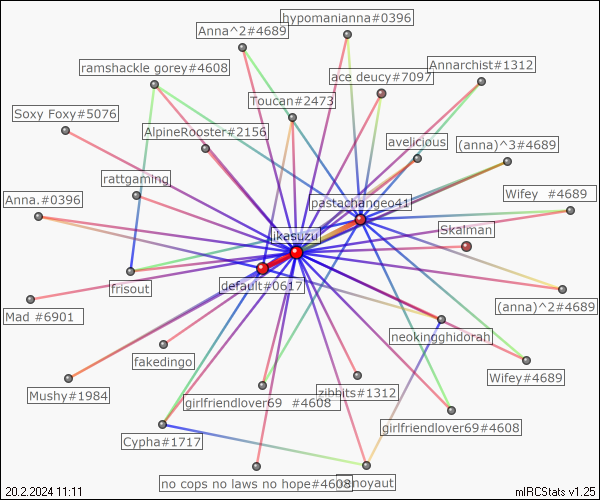 hypomanianna#0396
Anna^2#4689
Annarchist#1312
ramshackle gorey#4608
ace deucy#7097
Toucan#2473
Soxy Foxy#5076
AlpineRooster#2156
avelicious
(anna)^3#4689
rattgaming
Wifey #4689
Anna.#0396
pastachangeo41
Skalman
ikasuzu
default#0617
frisout
(anna)^2#4689
Mad #6901
neokingghidorah
fakedingo
Wifey#4689
Mushy#1984
zibbits#1312
girlfriendlover69 #4608
girlfriendlover69#4608
Cypha#1717
no cops no laws no hope#4608
20.2.2024 11:11
mIRCStats v1.25